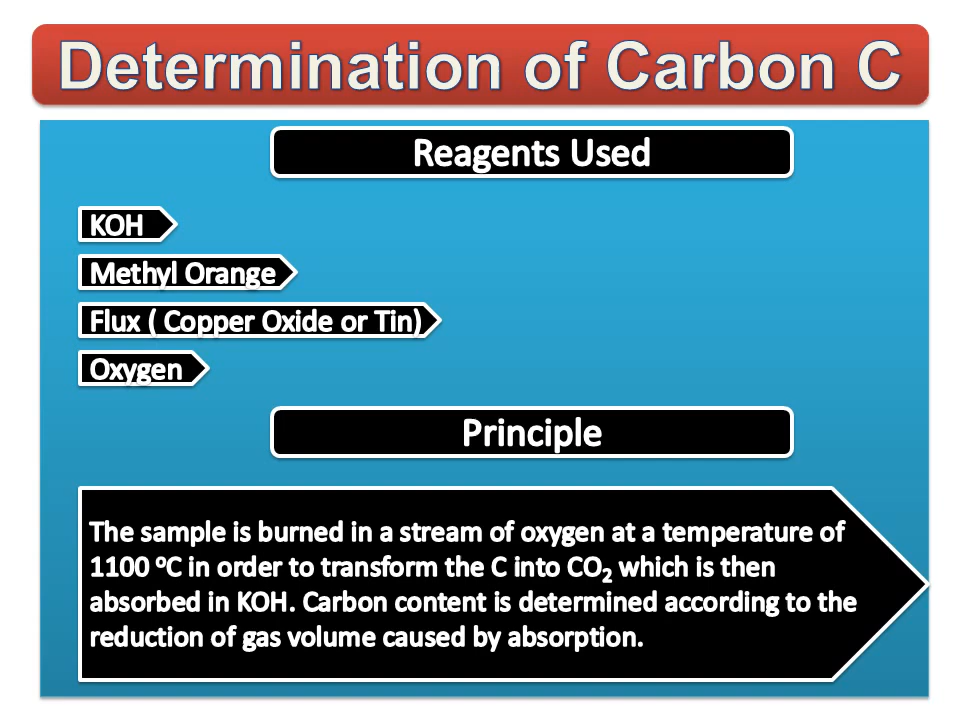 Determination of Carbon C
Reagents Used
KOH
Methyl Orange
Flux ( Copper Oxide or Tin)
Oxygen
Principle
The sample is burned in a stream of oxygen at a temperature of
1100 ºC in order to transform the C into CO₂ which is then
absorbed in KOH. Carbon content is determined according to the
reduction of gas volume caused by absorption.